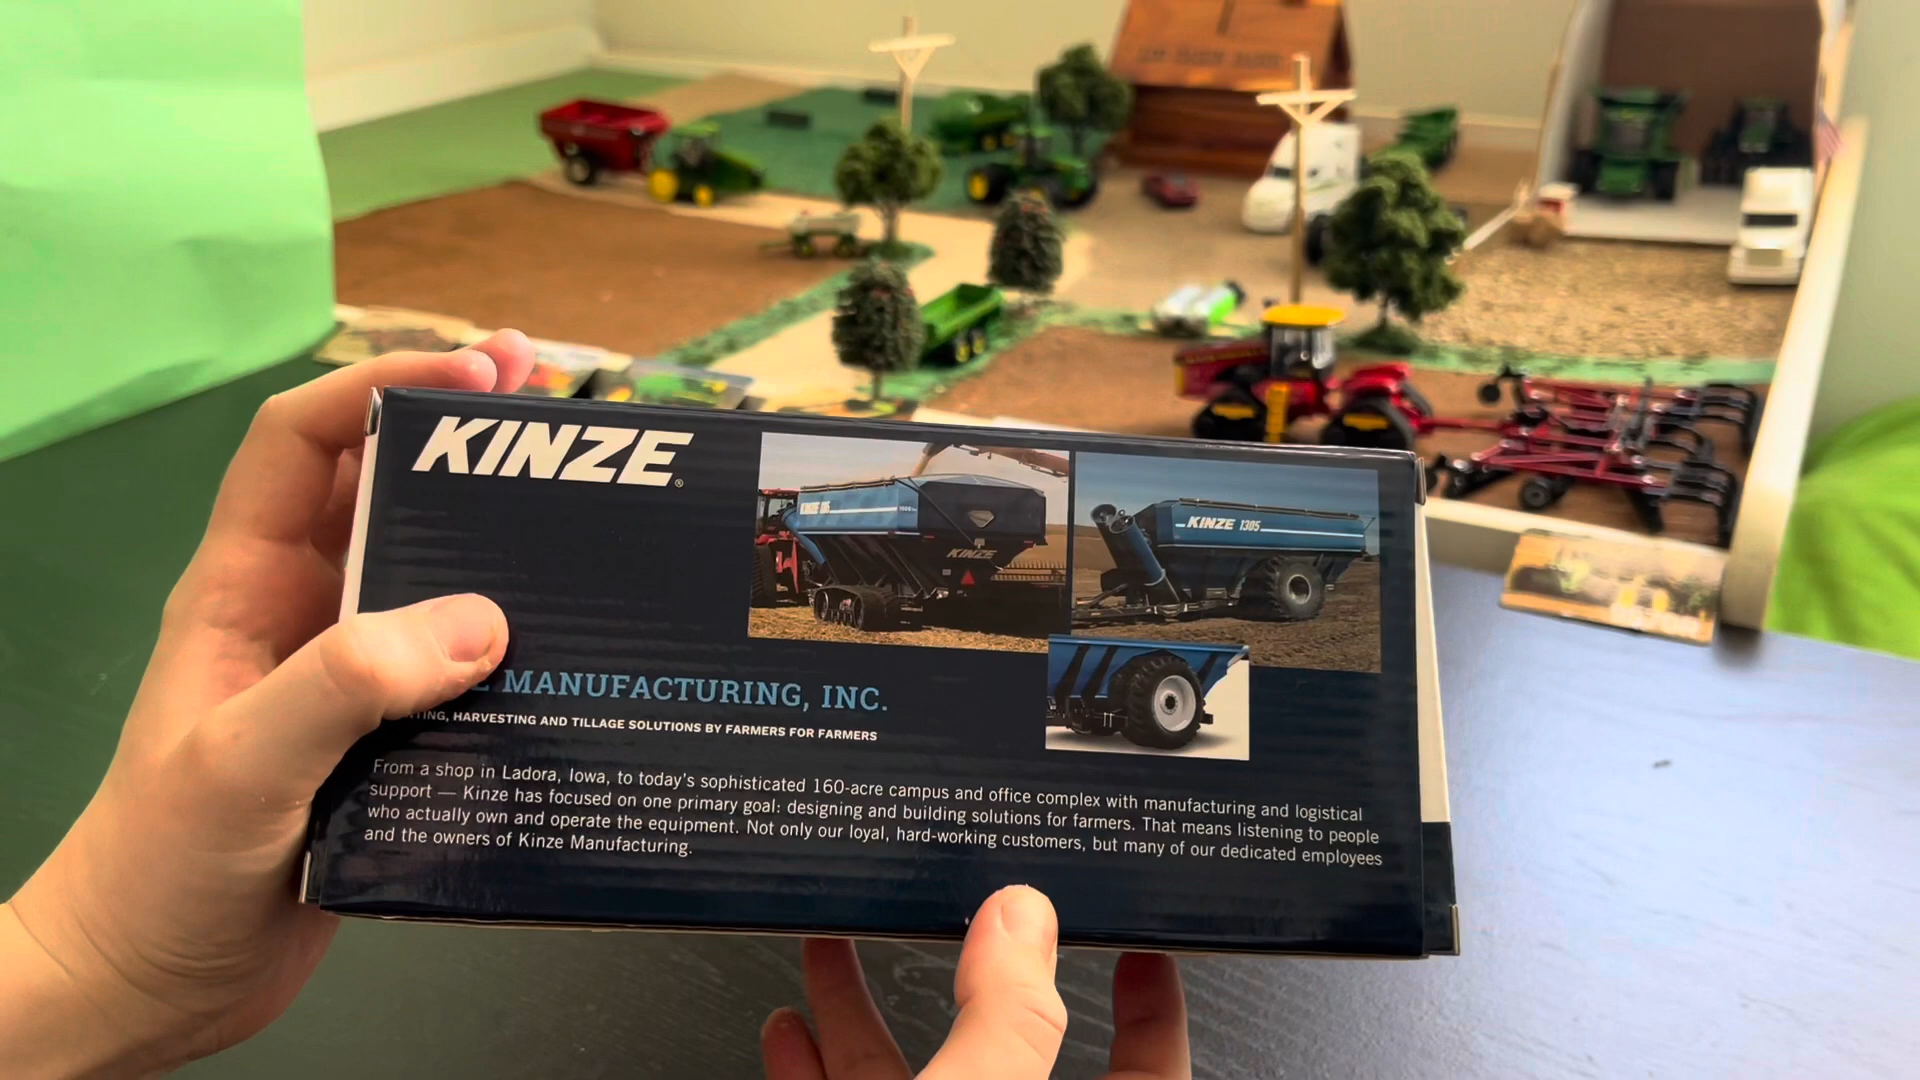 KINZE®
KINZE
KINZE
KINZE 1305
MANUFACTURING, INC.
HARVESTING AND TILLAGE SOLUTIONS BY FARMERS FOR FARMERS
From a shop in Ladora, Iowa, to today's sophisticated 160-acre campus and office complex with manufacturing and logistical
support — Kinze has focused on one primary goal: designing and building solutions for farmers. That means listening to people
who actually own and operate the equipment. Not only our loyal, hard-working customers, but many of our dedicated employees
and the owners of Kinze Manufacturing.